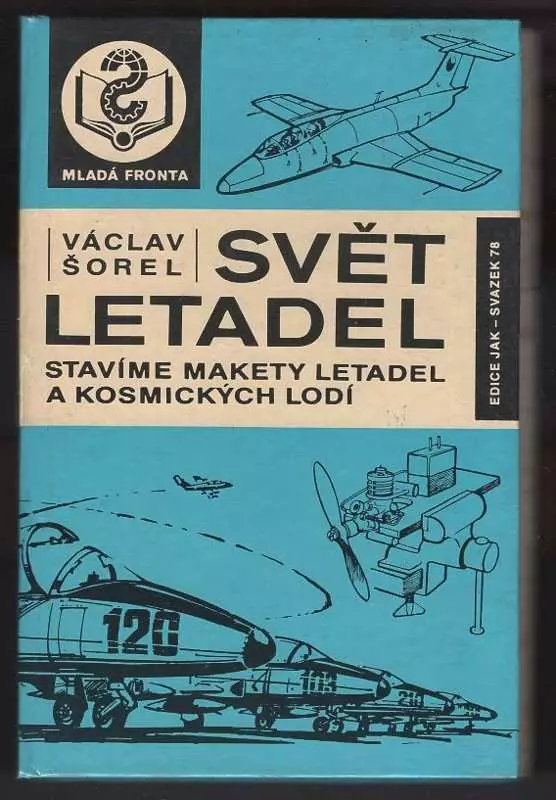 MLADÁ FRONTA
VÁCLAV
ŠOREL
SVĚT
LETADEL
STAVÍME MAKETY LETADEL
A KOSMICKÝCH LODÍ
EDICE JAK – SVAZEK 78
120
103